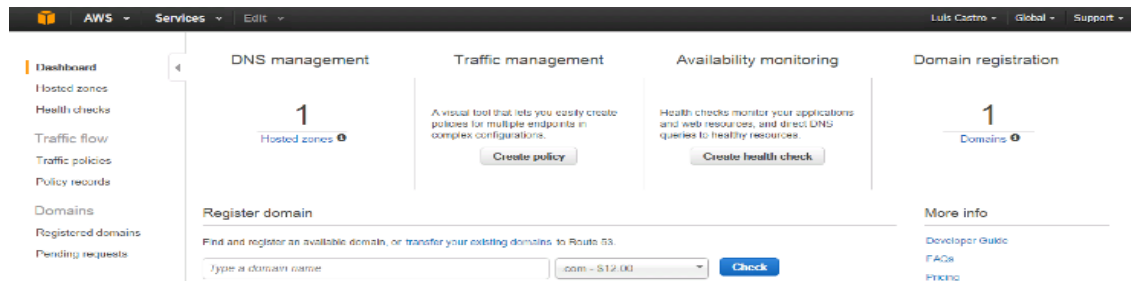 AWS Services Edit Luis Castro Global Support
Dashboard
Hosted zones
Health checks
Traffic flow
Traffic policies
Policy records
Domains
Registered domains
Pending requests
DNS management
1
Hosted zones
Traffic management
A visual tool that lets you easily create
policies for multiple endpoints in
complex configurations.
Create policy
Availability monitoring
Health checks monitor your applications
and web resources, and direct DNS
queries to healthy resources.
Create health check
Domain registration
1
Domains
Register domain
Find and register an available domain, or transfer your existing domains to Route 53.
Type a domain name
.com - $12.00
Check
More info
Developer Guide
FAQs
Pricing